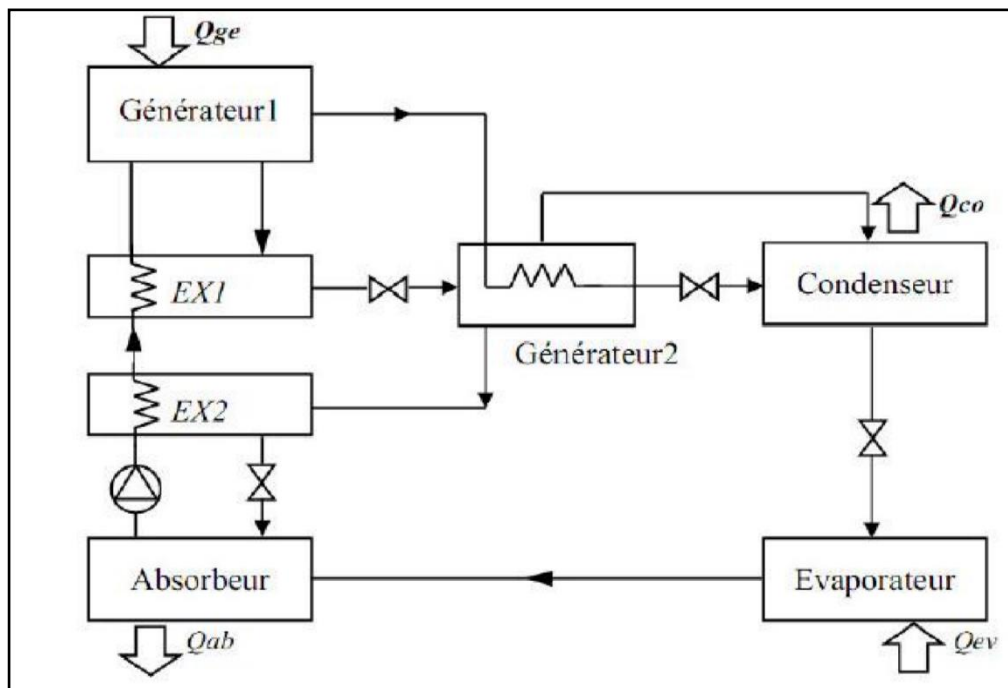 Qge
Générateur1
Qco
EX1
Condenseur
Générateur2
EX2
Absorbeur
Evaporateur
Qab
Qev